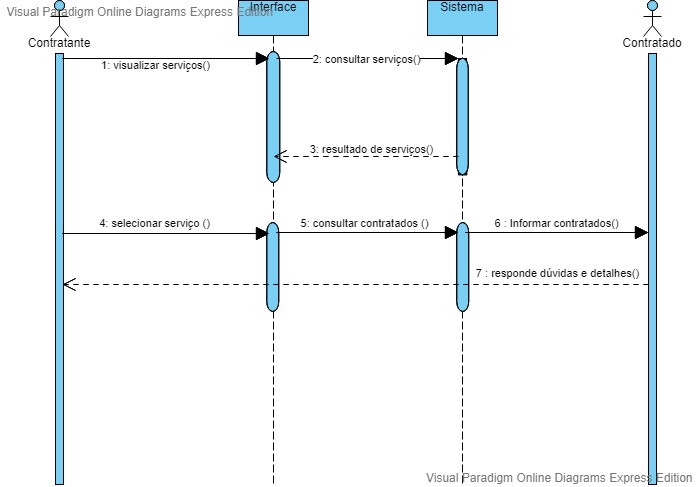 Visual Paradigm Online Diagrams Express Edition
Interface
Sistema
Contratante
Contratado
1: visualizar serviços()
2: consultar serviços()
3: resultado de serviços()
4: selecionar serviço ()
5: consultar contratados ()
6 : Informar contratados()
7 : responde dúvidas e detalhes()
Visual Paradigm Online Diagrams Express Edition